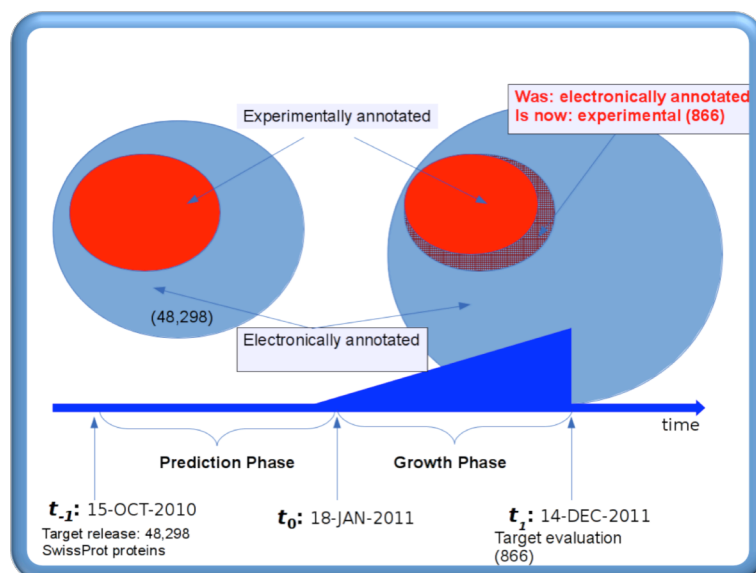 Was: electronically annotated
Is now: experimental (866)
Experimentally annotated
(48,298)
Electronically annotated
time
Prediction Phase
Growth Phase
t-1: 15-OCT-2010
Target release: 48,298
SwissProt proteins
t0: 18-JAN-2011
t1: 14-DEC-2011
Target evaluation
(866)